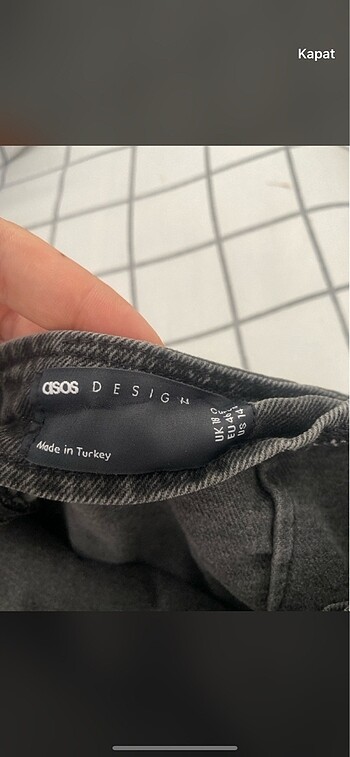 Kapat
asos DESIGN
Made in Turkey
UK 18
EU 46
US 14